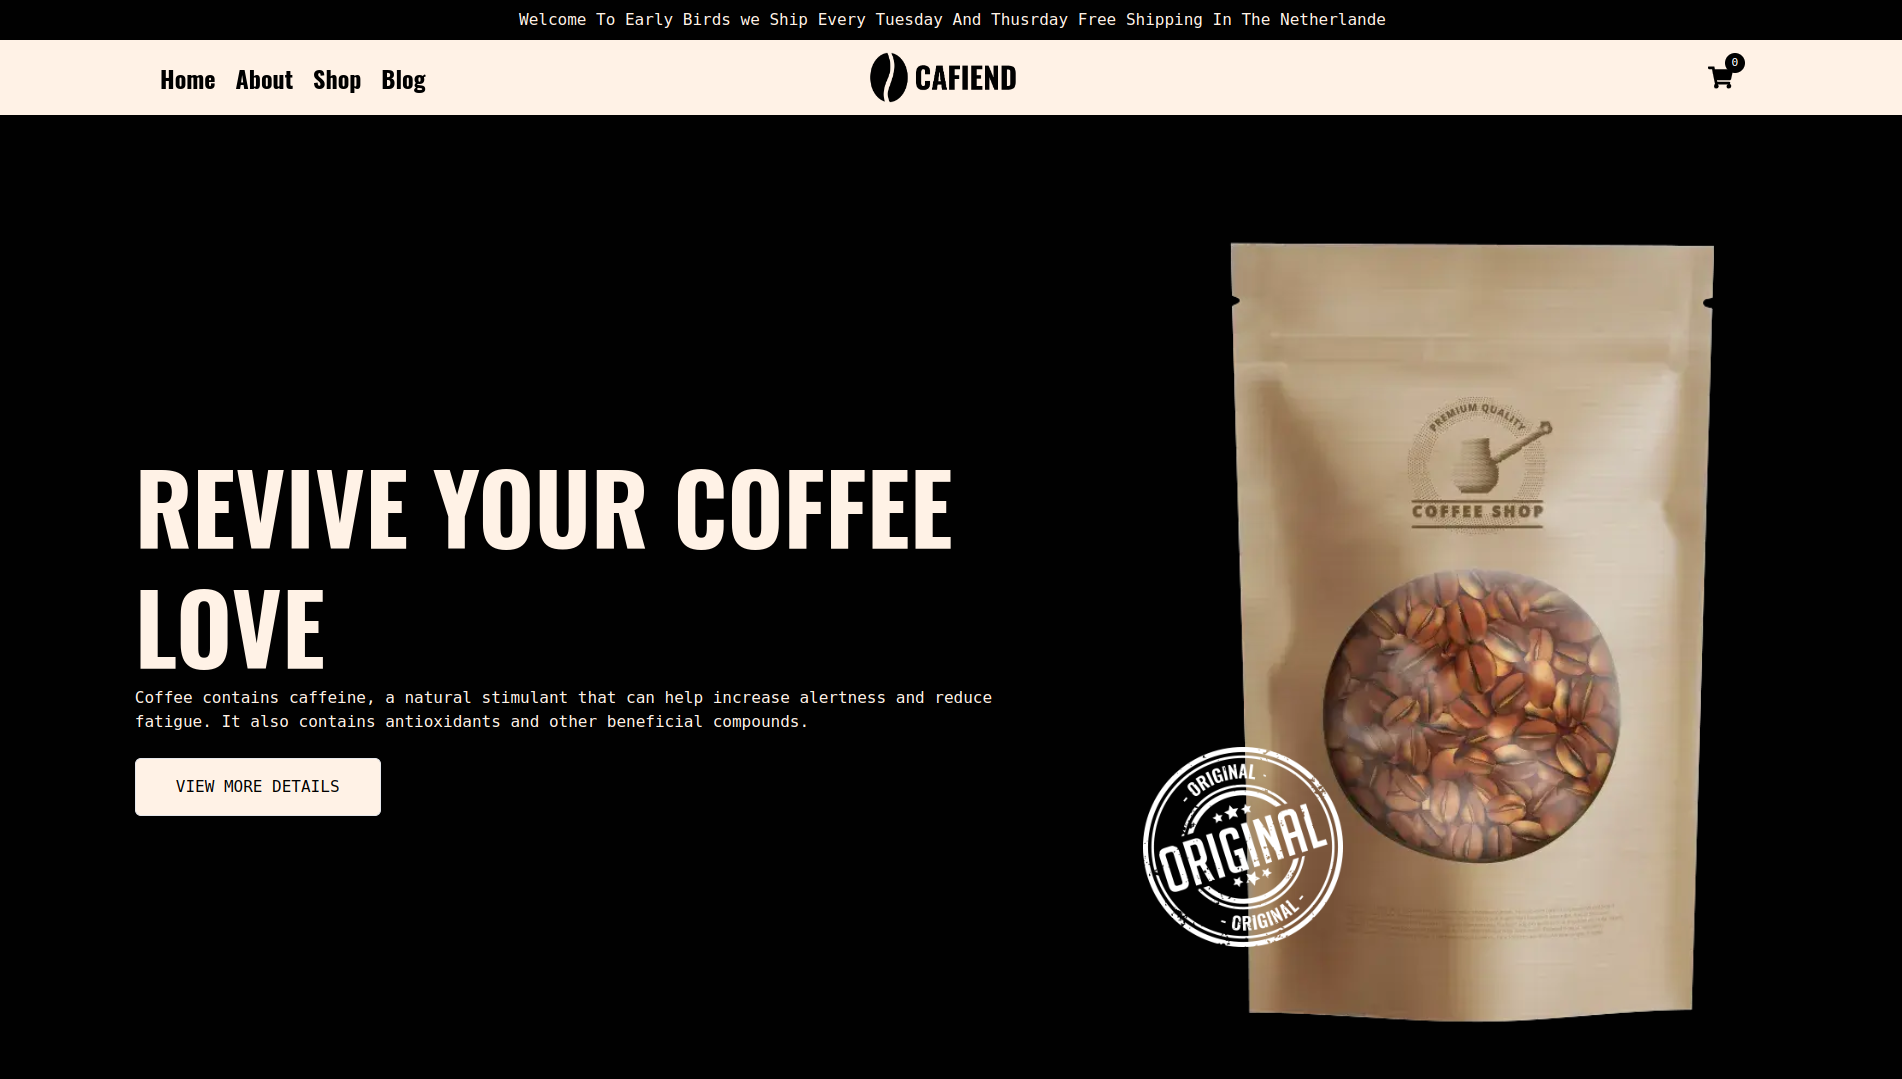 Welcome To Early Birds we Ship Every Tuesday And Thusrday Free Shipping In The Netherlande
Home About Shop Blog
CAFIEND
0
REVIVE YOUR COFFEE
LOVE
Coffee contains caffeine, a natural stimulant that can help increase alertness and reduce
fatigue. It also contains antioxidants and other beneficial compounds.
VIEW MORE DETAILS
PREMIUM QUALITY
COFFEE SHOP
- ORIGINAL -
ORIGINAL
- ORIGINAL -